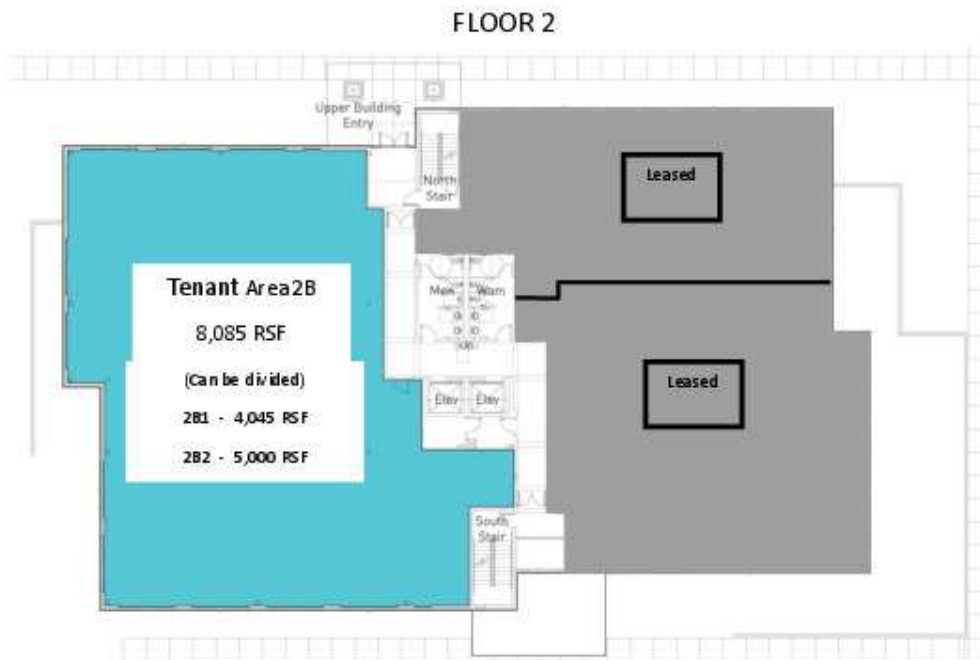 FLOOR 2
Upper Building
Entry
North
Stair
Leased
Men
Wom
Tenant Area2B
8,085 RSF
(Can be divided)
2B1 - 4,045 RSF
2B2 - 5,000 RSF
Elev
Elev
Leased
South
Stair